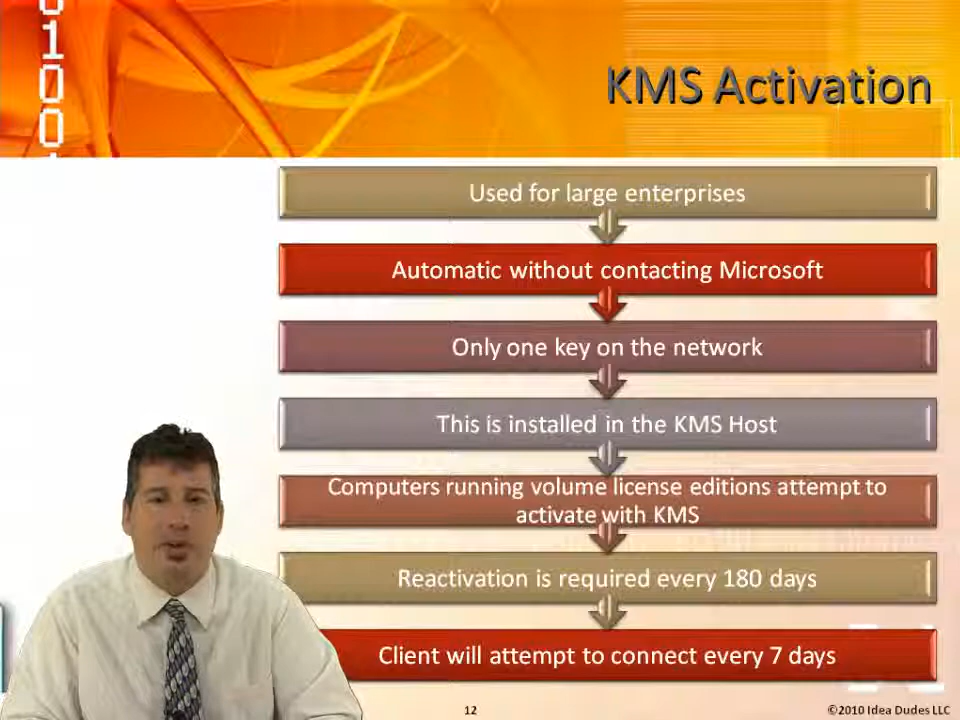 0100
KMS Activation
Used for large enterprises
Automatic without contacting Microsoft
Only one key on the network
This is installed in the KMS Host
Computers running volume license editions attempt to
activate with KMS
Reactivation is required every 180 days
Client will attempt to connect every 7 days
12
©2010 Idea Dudes LLC